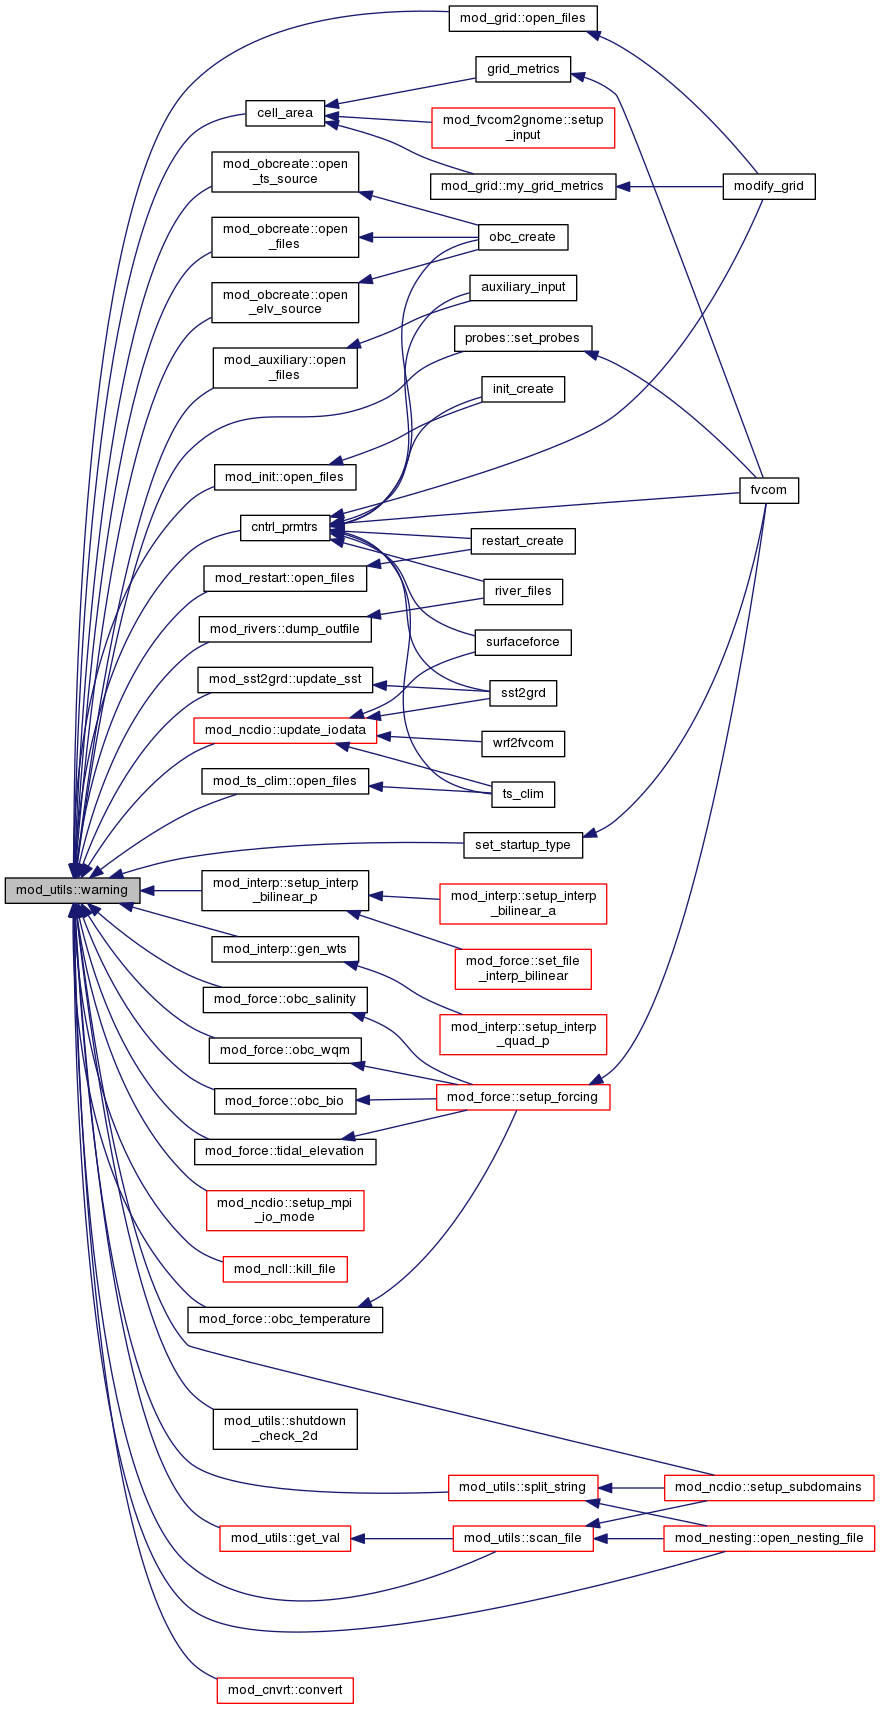 mod_grid::open_files
grid_metrics
cell_area
mod_fvcom2gnome::setup
_input
mod_obcreate::open
_ts_source
mod_grid::my_grid_metrics
modify_grid
mod_obcreate::open
_files
obc_create
mod_obcreate::open
_elv_source
auxiliary_input
probes::set_probes
mod_auxiliary::open
_files
init_create
mod_init::open_files
fvcom
cntrl_prmtrs
restart_create
mod_restart::open_files
river_files
mod_rivers::dump_outfile
surfaceforce
mod_sst2grd::update_sst
sst2grd
mod_ncdio::update_iodata
wrf2fvcom
mod_ts_clim::open_files
ts_clim
set_startup_type
mod_utils::warning
mod_interp::setup_interp
_bilinear_p
mod_interp::setup_interp
_bilinear_a
mod_interp::gen_wts
mod_force::set_file
_interp_bilinear
mod_force::obc_salinity
mod_interp::setup_interp
_quad_p
mod_force::obc_wqm
mod_force::obc_bio
mod_force::setup_forcing
mod_force::tidal_elevation
mod_ncdio::setup_mpi
_io_mode
mod_ncll::kill_file
mod_force::obc_temperature
mod_utils::shutdown
_check_2d
mod_utils::split_string
mod_ncdio::setup_subdomains
mod_utils::get_val
mod_utils::scan_file
mod_nesting::open_nesting_file
mod_cnvrt::convert